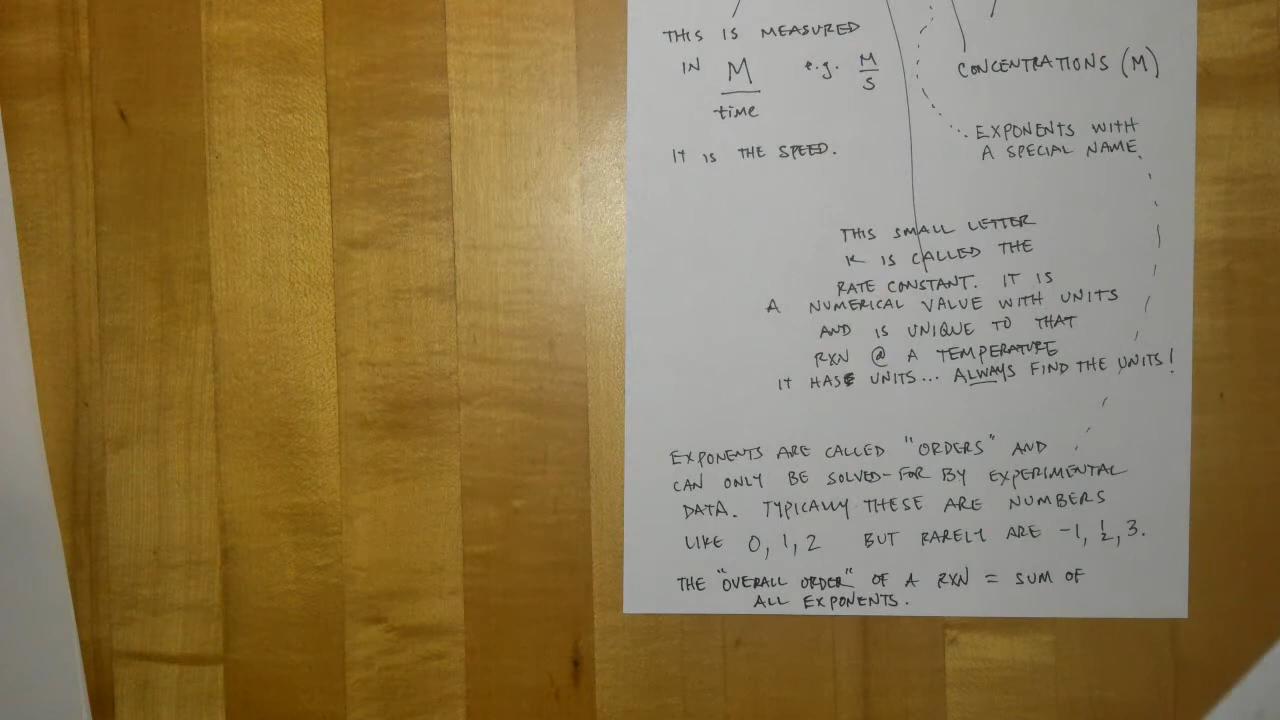 THIS IS MEASURED
IN M/time e.g. M/S
CONCENTRATIONS (M)
EXPONENTS WITH
A SPECIAL NAME.
IT IS THE SPEED.
THIS SMALL LETTER
K IS CALLED THE
RATE CONSTANT. IT IS
A NUMERICAL VALUE WITH UNITS
AND IS UNIQUE TO THAT
RXN @ A TEMPERATURE
IT HAS UNITS... ALWAYS FIND THE UNITS!
EXPONENTS ARE CALLED "ORDERS" AND
CAN ONLY BE SOLVED-FOR BY EXPERIMENTAL
DATA. TYPICALLY THESE ARE NUMBERS
LIKE 0, 1, 2 BUT RARELY ARE -1, 1/2, 3.
THE "OVERALL ORDER" OF A RXN = SUM OF
ALL EXPONENTS.